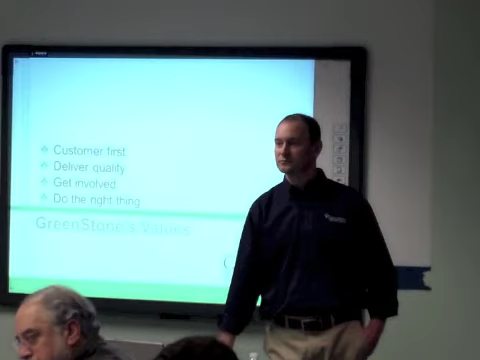 Customer first
Deliver quality
Get involved
Do the right thing
GreenStone's Values